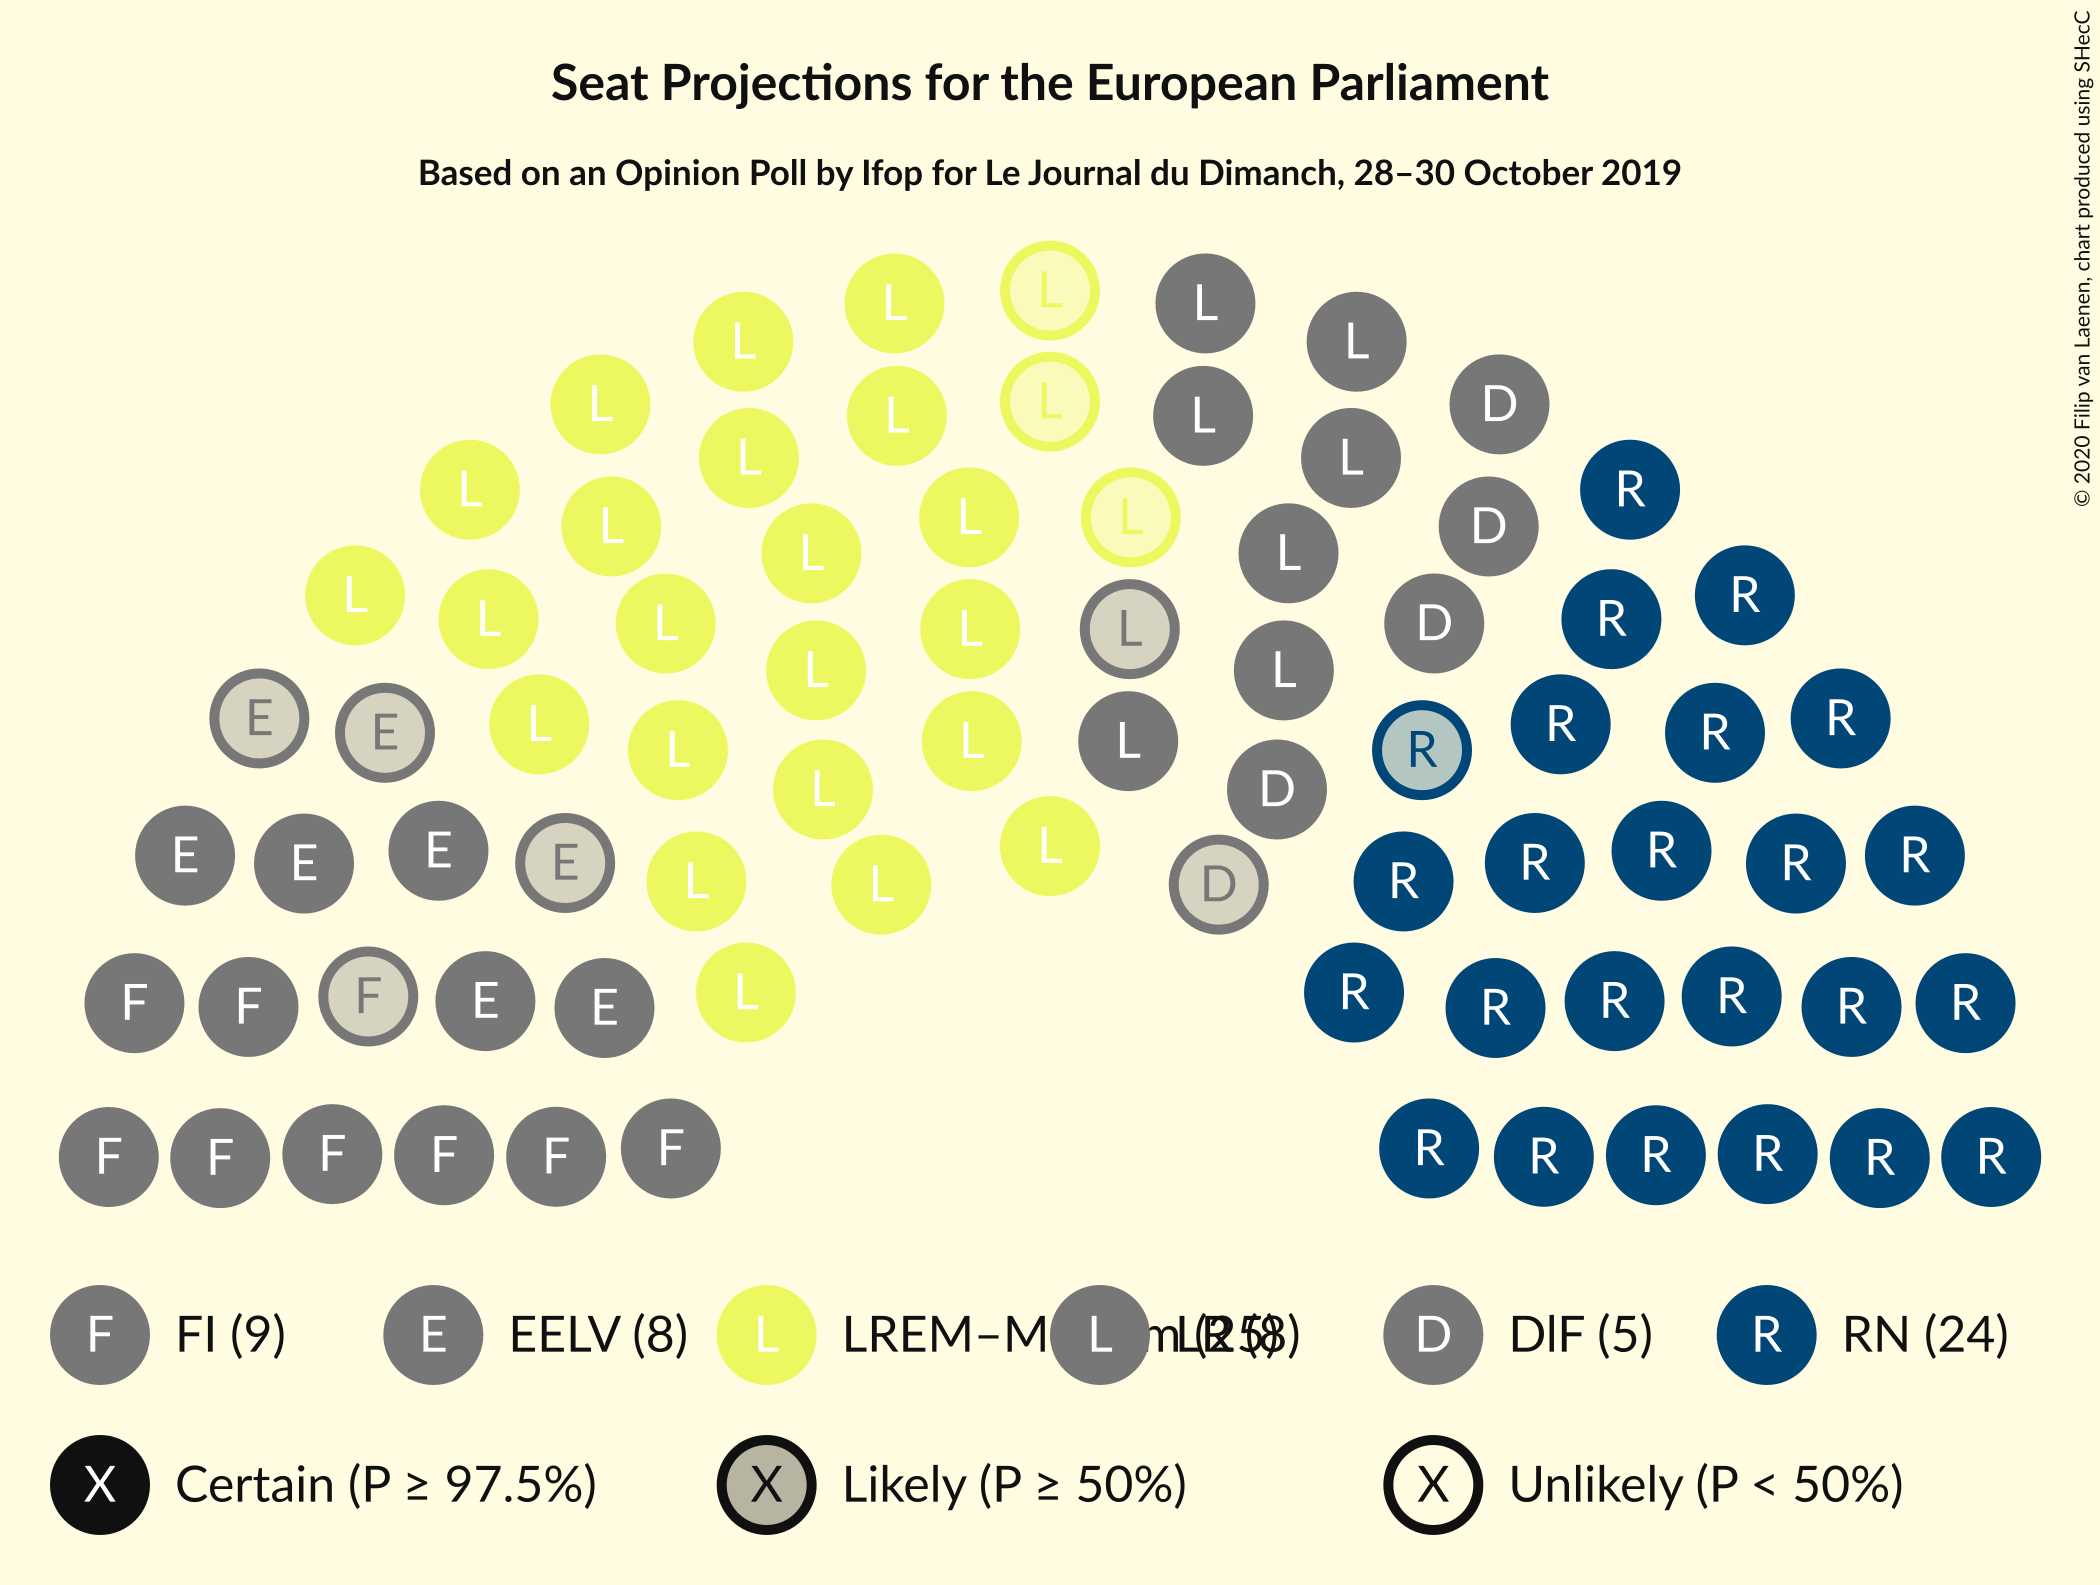 Seat Projections for the European Parliament
Based on an Opinion Poll by Ifop for Le Journal du Dimanch, 28–30 October 2019
© 2020 Filip van Laenen, chart produced using SHecC
L L L L L
L L L L L
L L D
L L L R
L L L D
L L L R R
L L L L D
E E L L L L R R R R
L D
E E E E L L L D R R R R R
F F F E E L R R R R R R
F F F F F F R R R R R R
F FI (9) E EELV (8) L LREM–M L LR (8) D DIF (5) R RN (24)
X Certain (P ≥ 97.5%) X Likely (P ≥ 50%) X Unlikely (P < 50%)